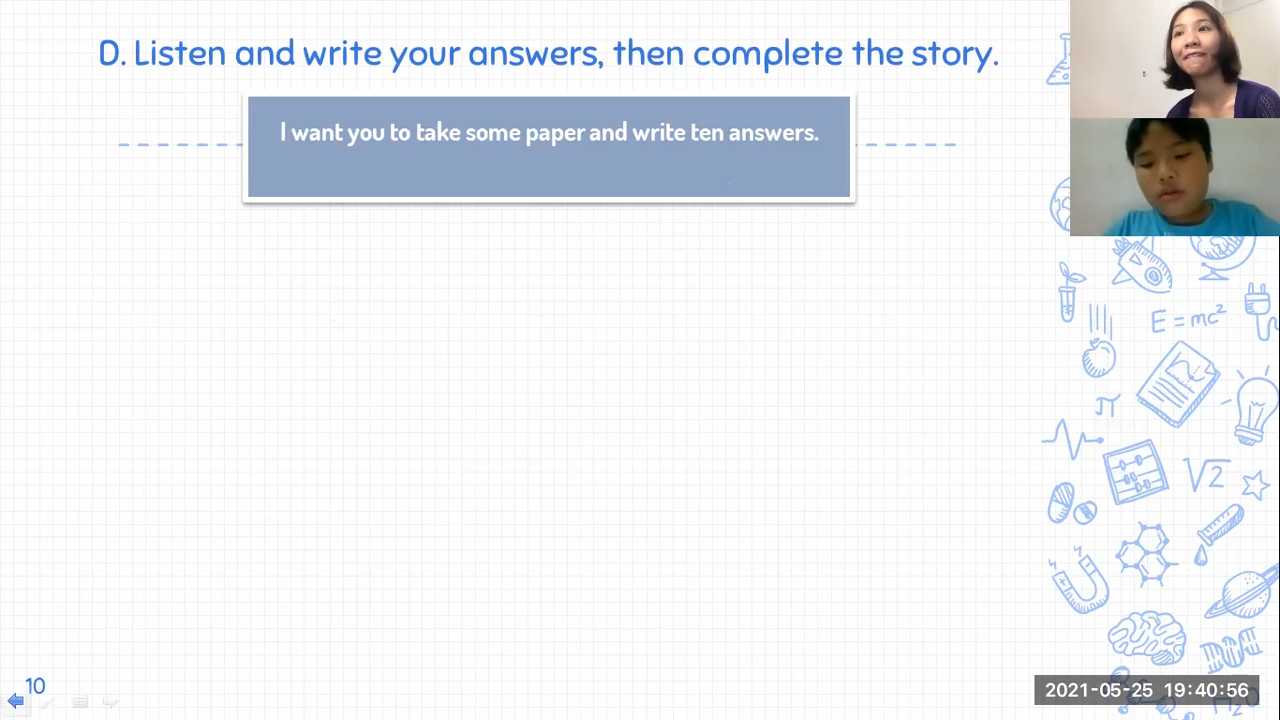 D. Listen and write your answers, then complete the story.
I want you to take some paper and write ten answers.
E = mc²
π
√2
10
2021-05-25 19:40:56